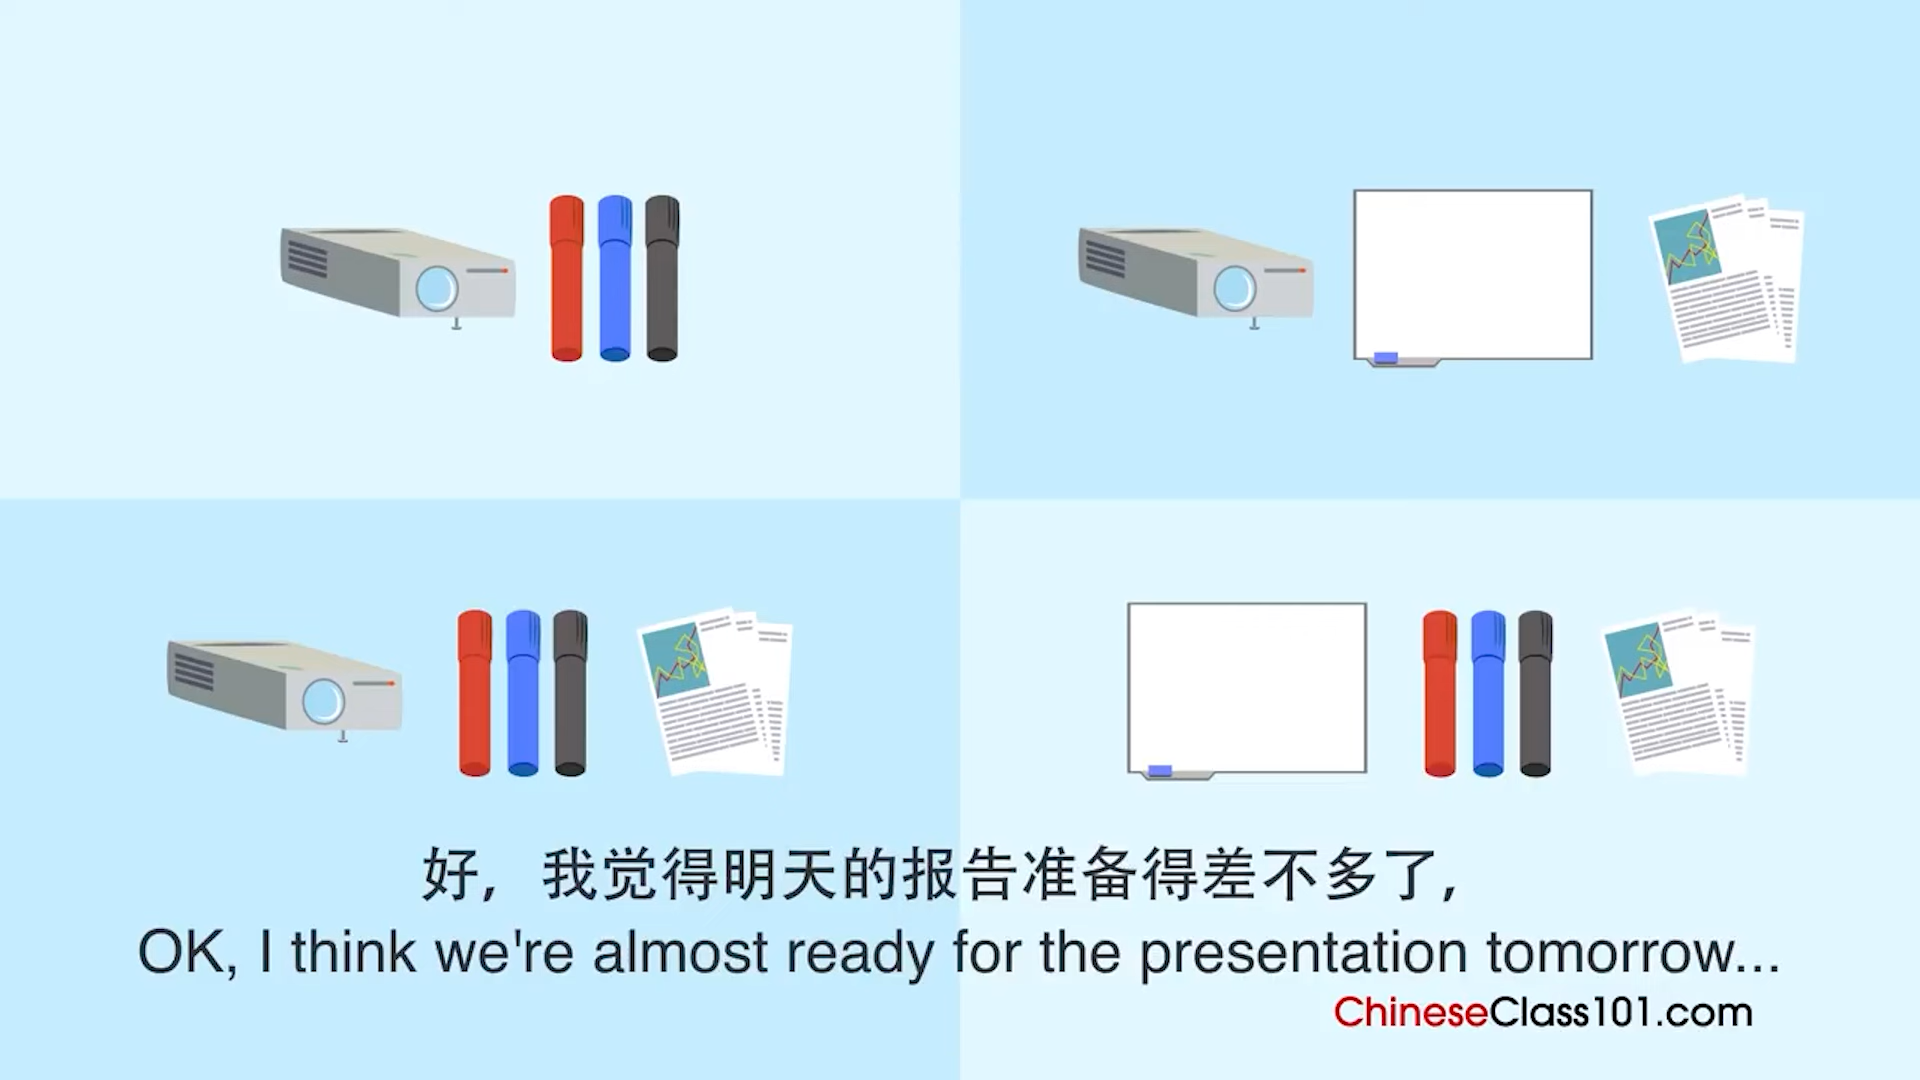 好，我觉得明天的报告准备得差不多了,
OK, I think we're almost ready for the presentation tomorrow...
ChineseClass101.com